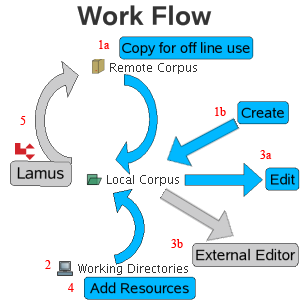 Work Flow
1a Copy for off line use
Remote Corpus
1b Create
5
3a
Lamus
Local Corpus
Edit
3b
External Editor
2 Working Directories
4 Add Resources